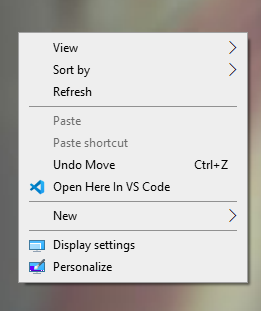 View
Sort by
Refresh
Paste
Paste shortcut
Undo Move Ctrl+Z
Open Here In VS Code
New
Display settings
Personalize